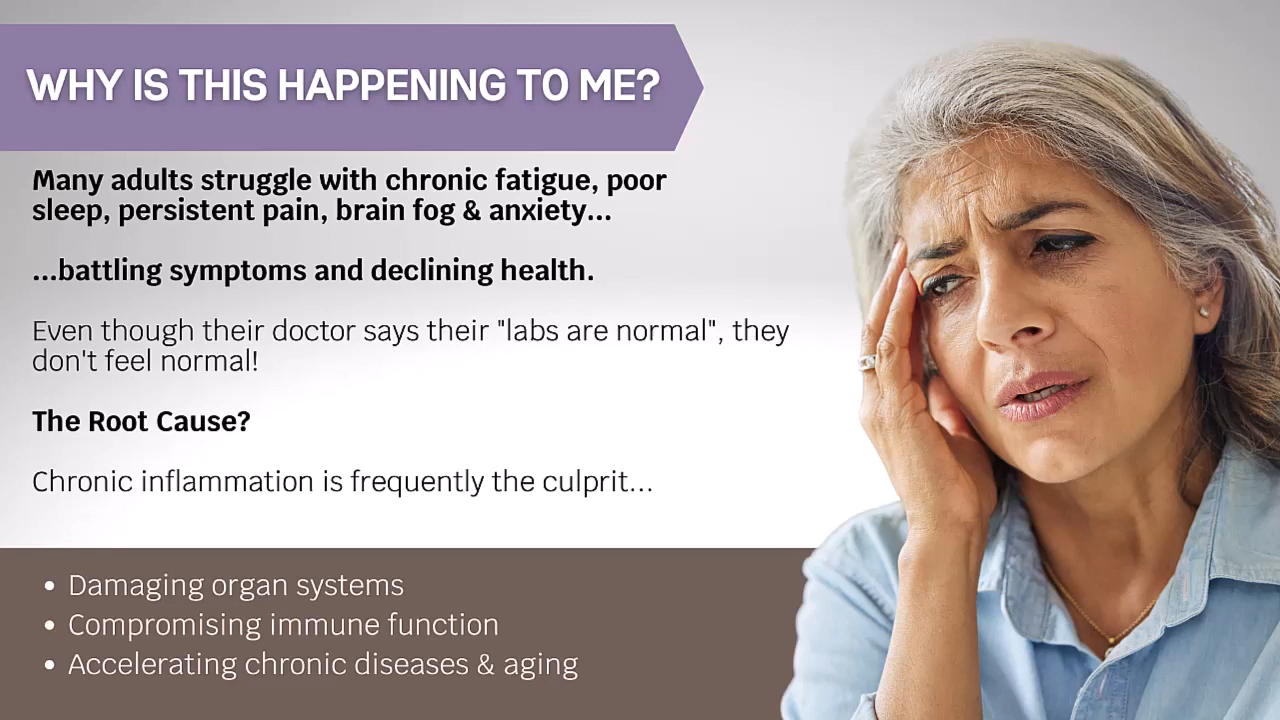 WHY IS THIS HAPPENING TO ME?
Many adults struggle with chronic fatigue, poor
sleep, persistent pain, brain fog & anxiety...
...battling symptoms and declining health.
Even though their doctor says their "labs are normal", they
don't feel normal!
The Root Cause?
Chronic inflammation is frequently the culprit...
• Damaging organ systems
• Compromising immune function
• Accelerating chronic diseases & aging